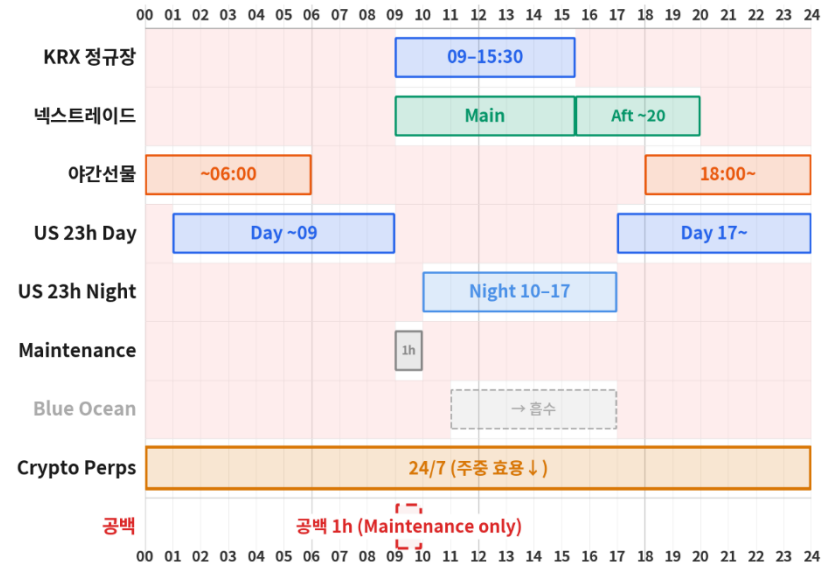 00 01 02 03 04 05 06 07 08 09 10 11 12 13 14 15 16 17 18 19 20 21 22 23 24
KRX 정규장 09–15:30
넥스트레이드 Main Aft ~20
야간선물 ~06:00 18:00~
US 23h Day Day ~09 Day 17~
US 23h Night Night 10–17
Maintenance 1h
Blue Ocean → 흡수
Crypto Perps 24/7 (주중 효용↓)
공백 공백 1h (Maintenance only)
00 01 02 03 04 05 06 07 08 09 10 11 12 13 14 15 16 17 18 19 20 21 22 23 24